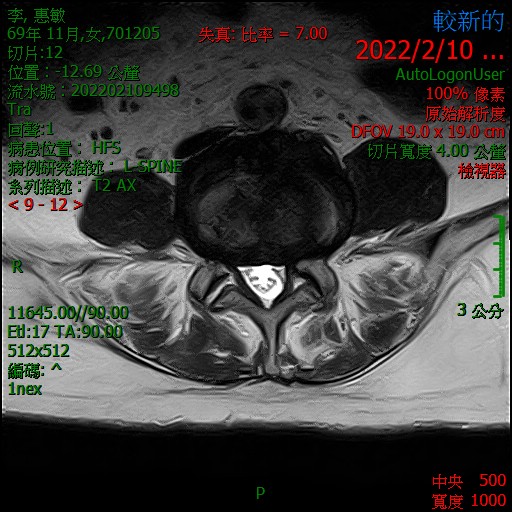 李, 惠敏
69年 11月,女,701205
切片:12
位置: -12.69 公釐
流水號: 202202109498
Tra
圖部:1
病患位置: HFS
病例研究描述: L-SPINE
系列描述: T2 AX
< 9 - 12 >
失真: 比率 = 7.00
較新的
2022/2/10 ...
AutoLogonUser
100% 像素
原始解析度
DFOV 19.0 x 19.0 cm
切片寬度 4.00 公釐
檢視器
R
3 公分
11645.00//90.00
Etl:17 TA:90.00
512x512
編碼: ^
1nex
P
中央 500
寬度 1000